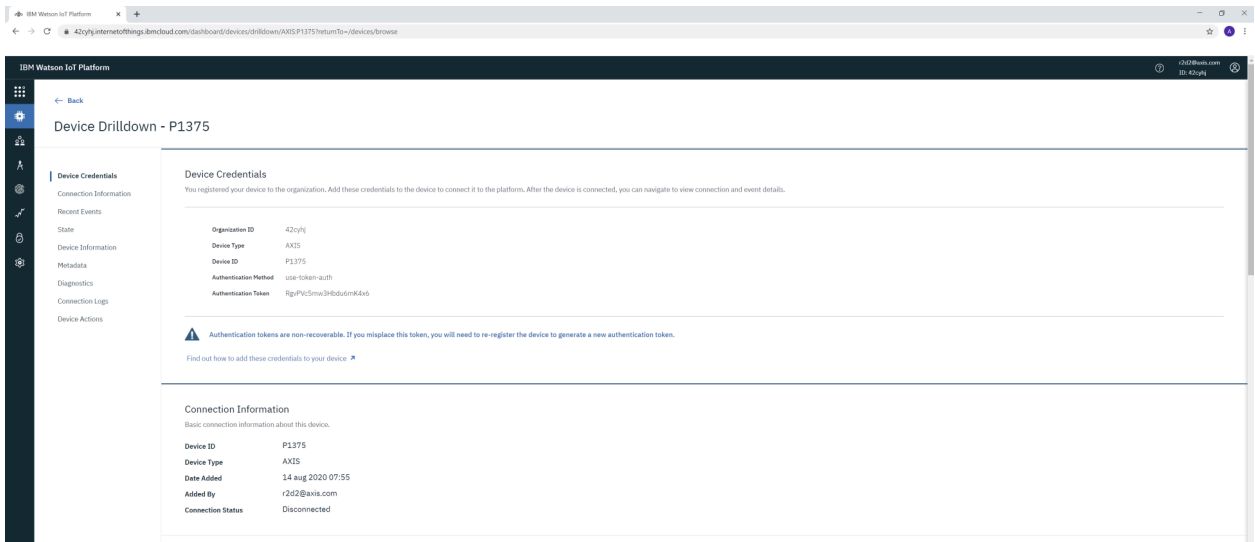 IBM Watson IoT Platform
42cyhj.internetofthings.ibmcloud.com/dashboard/devices/drilldown/AXIS:P1375?returnTo=/devices/browse
A
IBM Watson IoT Platform
r2d2@axis.com
ID: 42cyhj
Back
Device Drilldown - P1375
Device Credentials
Connection Information
Recent Events
State
Device Information
Metadata
Diagnostics
Connection Logs
Device Actions
Device Credentials
You registered your device to the organization. Add these credentials to the device to connect it to the platform. After the device is connected, you can navigate to view connection and event details.
Organization ID 42cyhj
Device Type AXIS
Device ID P1375
Authentication Method use-token-auth
Authentication Token RgvPVc5mw3Hbdu6mK4x6
Authentication tokens are non-recoverable. If you misplace this token, you will need to re-register the device to generate a new authentication token.
Find out how to add these credentials to your device
Connection Information
Basic connection information about this device.
Device ID P1375
Device Type AXIS
Date Added 14 aug 2020 07:55
Added By r2d2@axis.com
Connection Status Disconnected